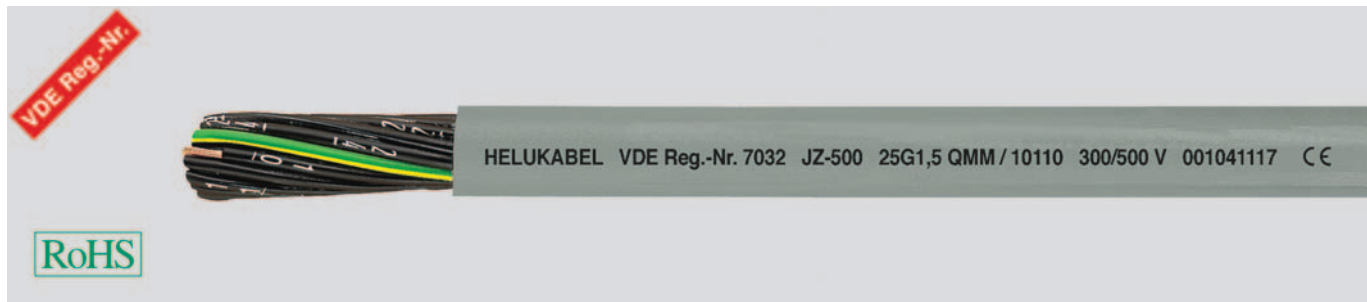 VDE Reg.-Nr.
HELUKABEL VDE Reg.-Nr. 7032 JZ-500 25G1,5 QMM / 10110 300/500 V 001041117 CE
RoHS